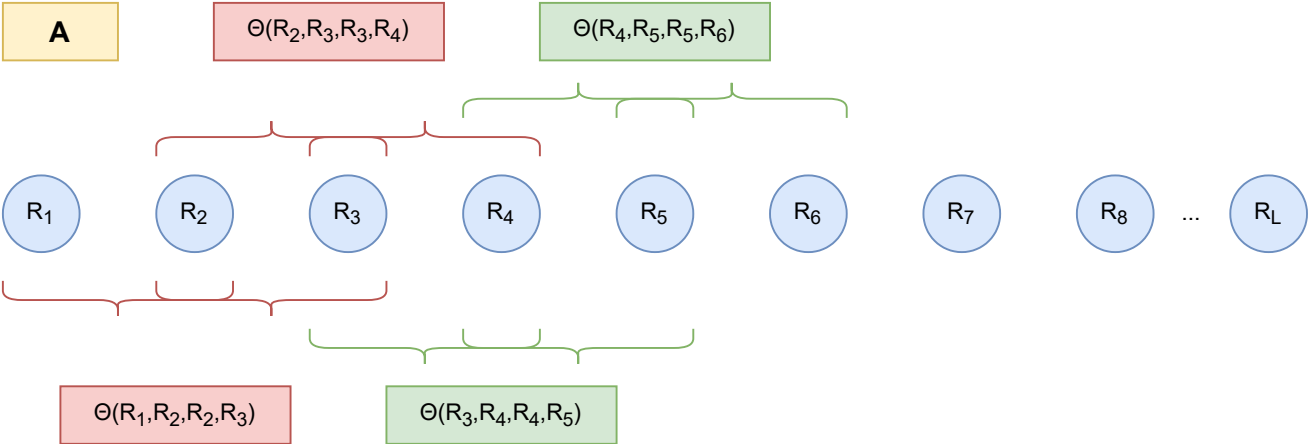 A
Θ(R₂,R₃,R₃,R₄)
Θ(R₄,R₅,R₅,R₆)
R₁ R₂ R₃ R₄ R₅ R₆ R₇ R₈ ... R_L
Θ(R₁,R₂,R₂,R₃)
Θ(R₃,R₄,R₄,R₅)